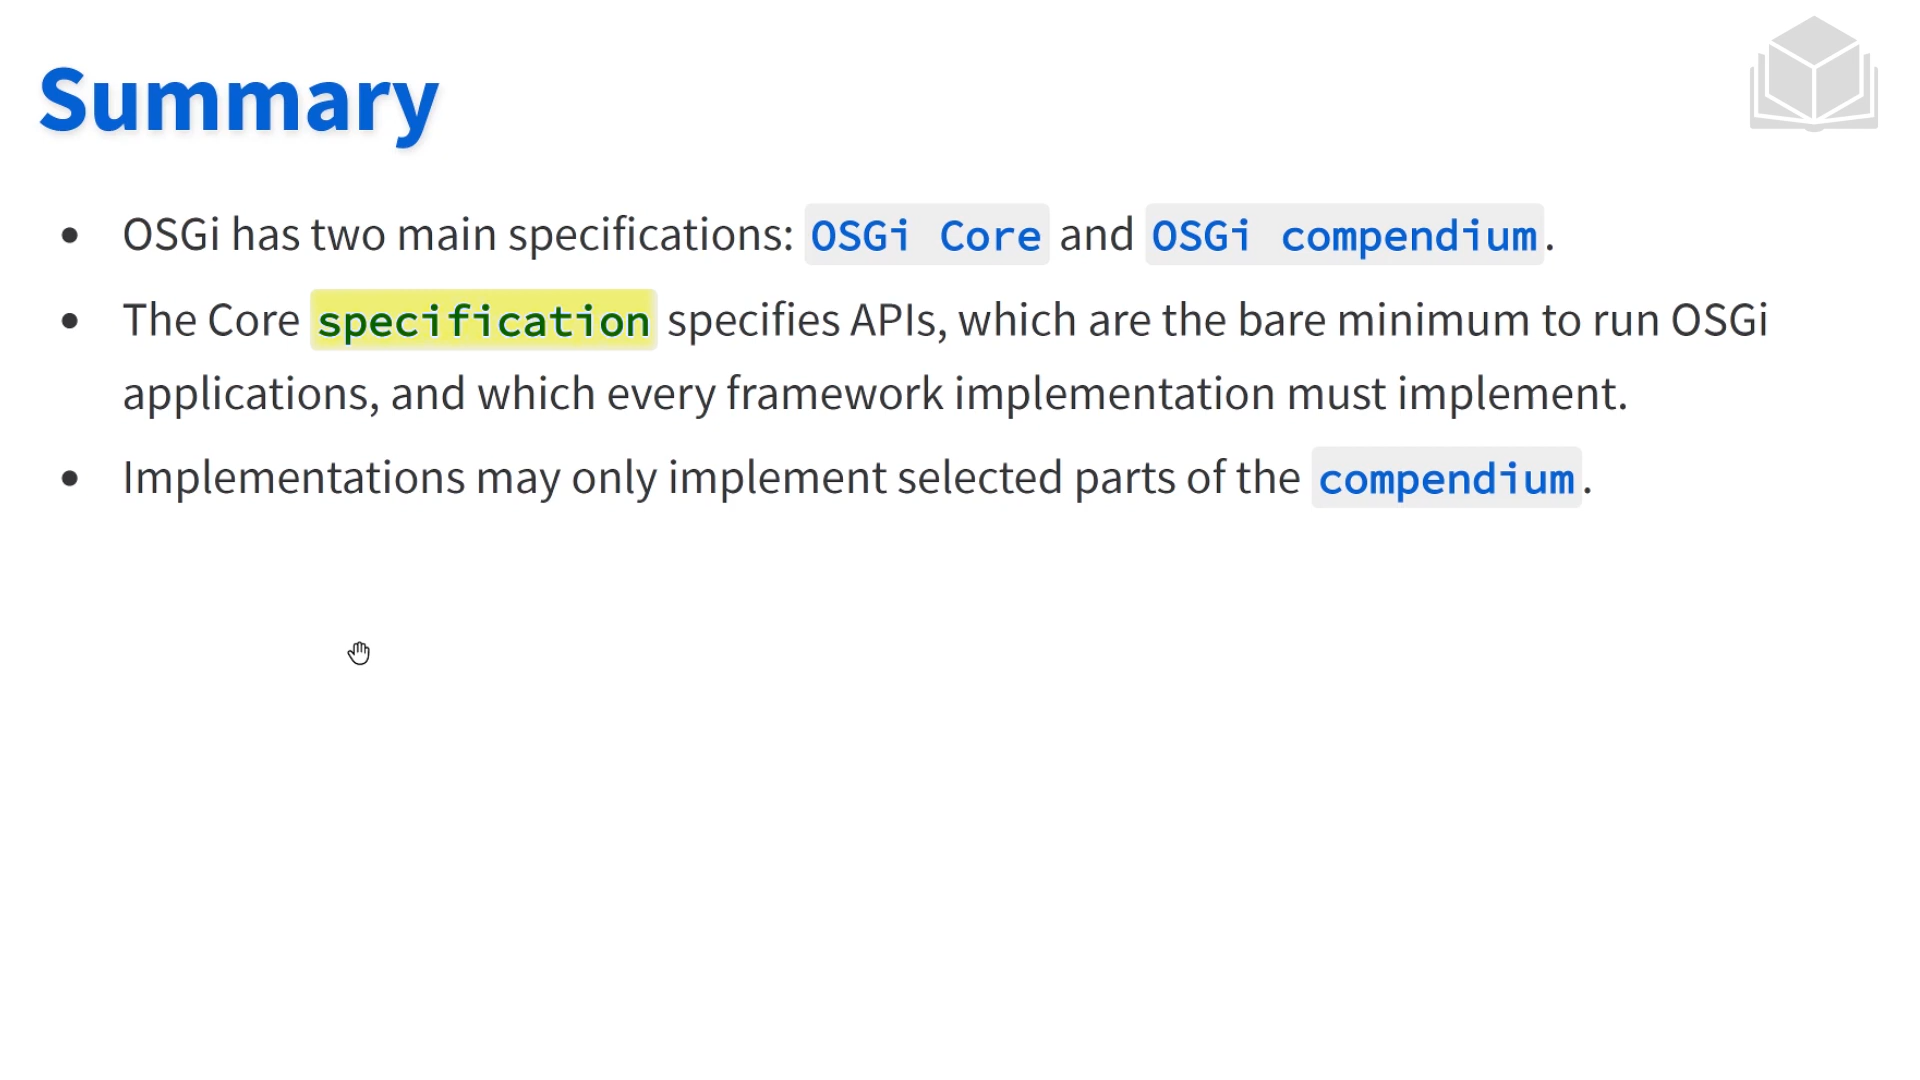 Summary
• OSGi has two main specifications: OSGi Core and OSGi compendium.
• The Core specification specifies APIs, which are the bare minimum to run OSGi
applications, and which every framework implementation must implement.
• Implementations may only implement selected parts of the compendium.